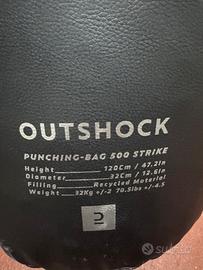 OUTSHOCK
PUNCHING-BAG 500 STRIKE
Height 120Cm / 47.2in
Diameter 32Cm / 12.6in
Filling Recycled Material
Weight 32Kg +/-2 70.5lbs +/-4.5
subito